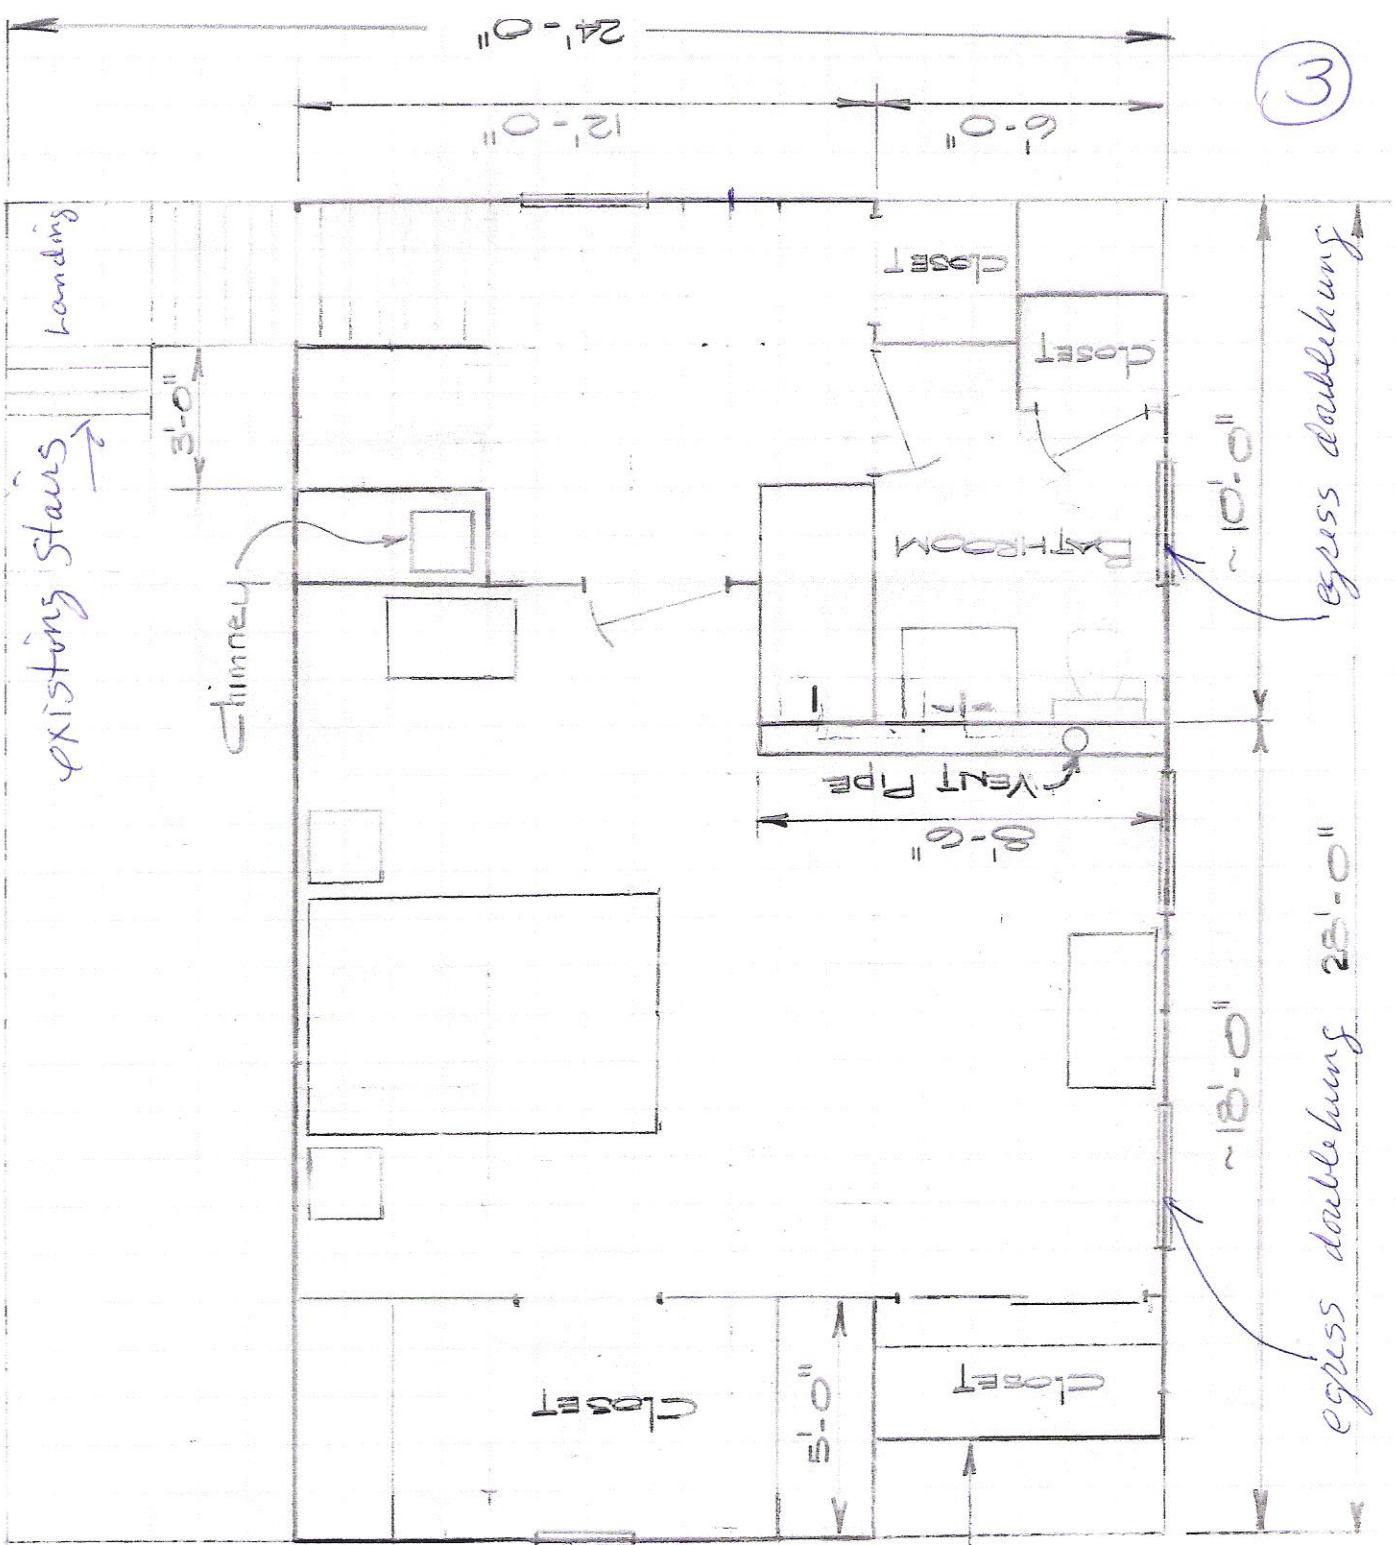 24'-0"
12'-0"
6'-0"
3
Landing
CLOSET
CLOSET
3'-0"
existing stairs
Chimney
BATHROOM
~10'-0"
egress doublehung
VENT PIPE
8'-6"
28'-0"
~18'-0"
egress doublehung
CLOSET
5'-0"
CLOSET